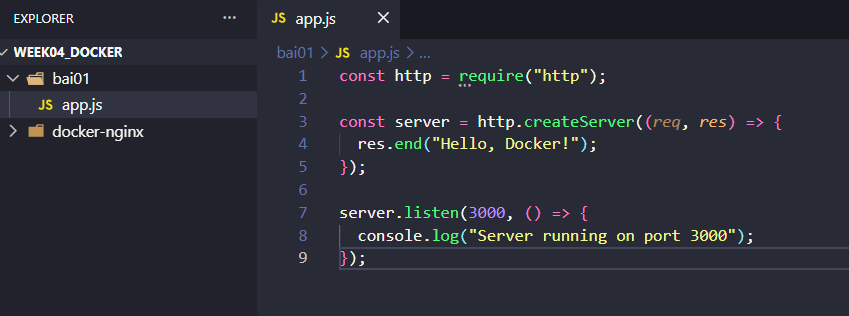 EXPLORER
WEEK04_DOCKER
bai01
JS app.js
docker-nginx
JS app.js
bai01 > JS app.js > ...
1 const http = require("http");
2
3 const server = http.createServer((req, res) => {
4   res.end("Hello, Docker!");
5 });
6
7 server.listen(3000, () => {
8   console.log("Server running on port 3000");
9 });